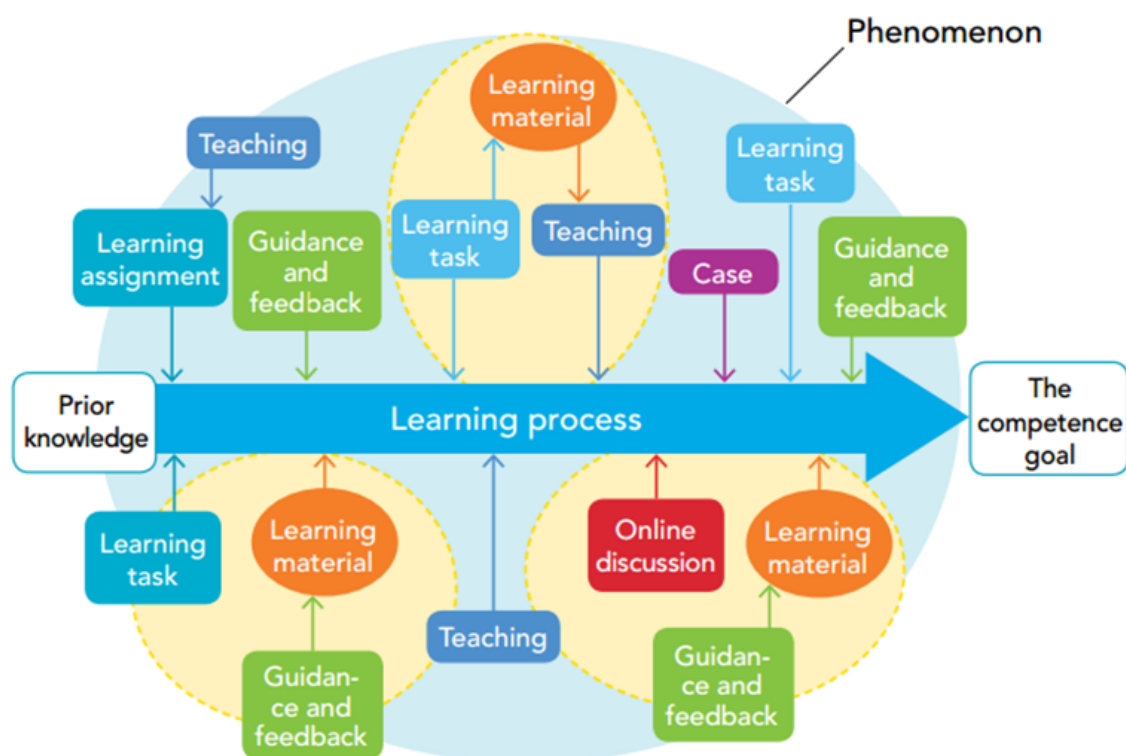 Phenomenon
Learning
material
Teaching
Learning
task
Learning
assignment
Guidance
and
feedback
Learning
task
Teaching
Case
Guidance
and
feedback
Prior
knowledge
Learning process
The
competence
goal
Learning
task
Learning
material
Online
discussion
Learning
material
Teaching
Guidan-
ce and
feedback
Guidan-
ce and
feedback